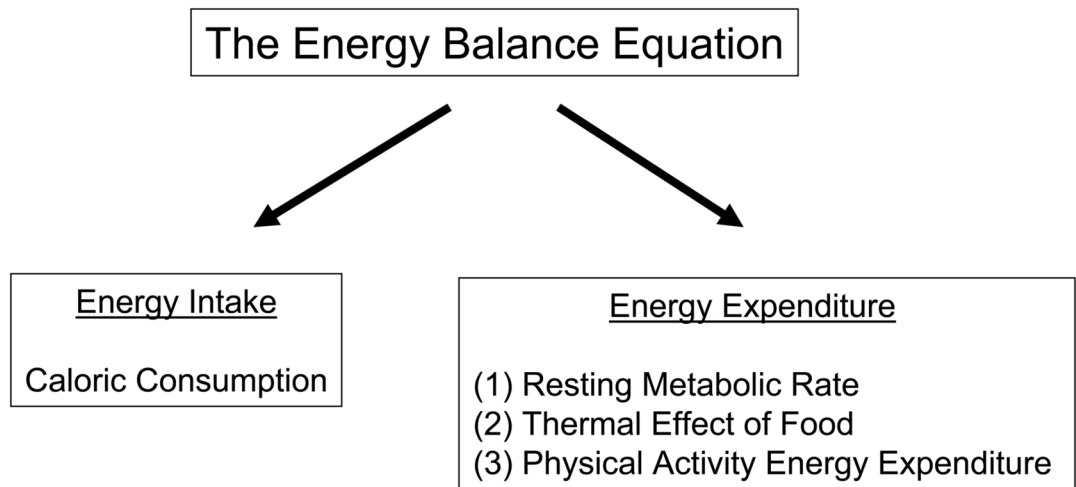 The Energy Balance Equation
Energy Intake
Caloric Consumption
Energy Expenditure
(1) Resting Metabolic Rate
(2) Thermal Effect of Food
(3) Physical Activity Energy Expenditure